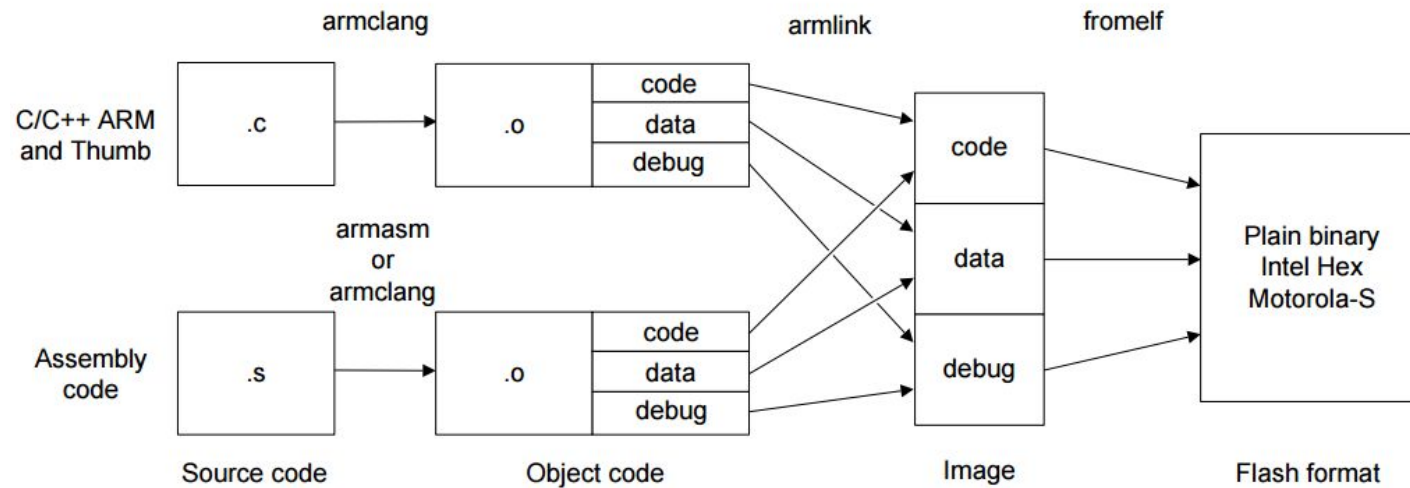 armclang
armlink
fromelf
C/C++ ARM
and Thumb
.c
.o
code
data
debug
armasm
or
armclang
Assembly
code
.s
.o
code
data
debug
code
data
debug
Plain binary
Intel Hex
Motorola-S
Source code
Object code
Image
Flash format